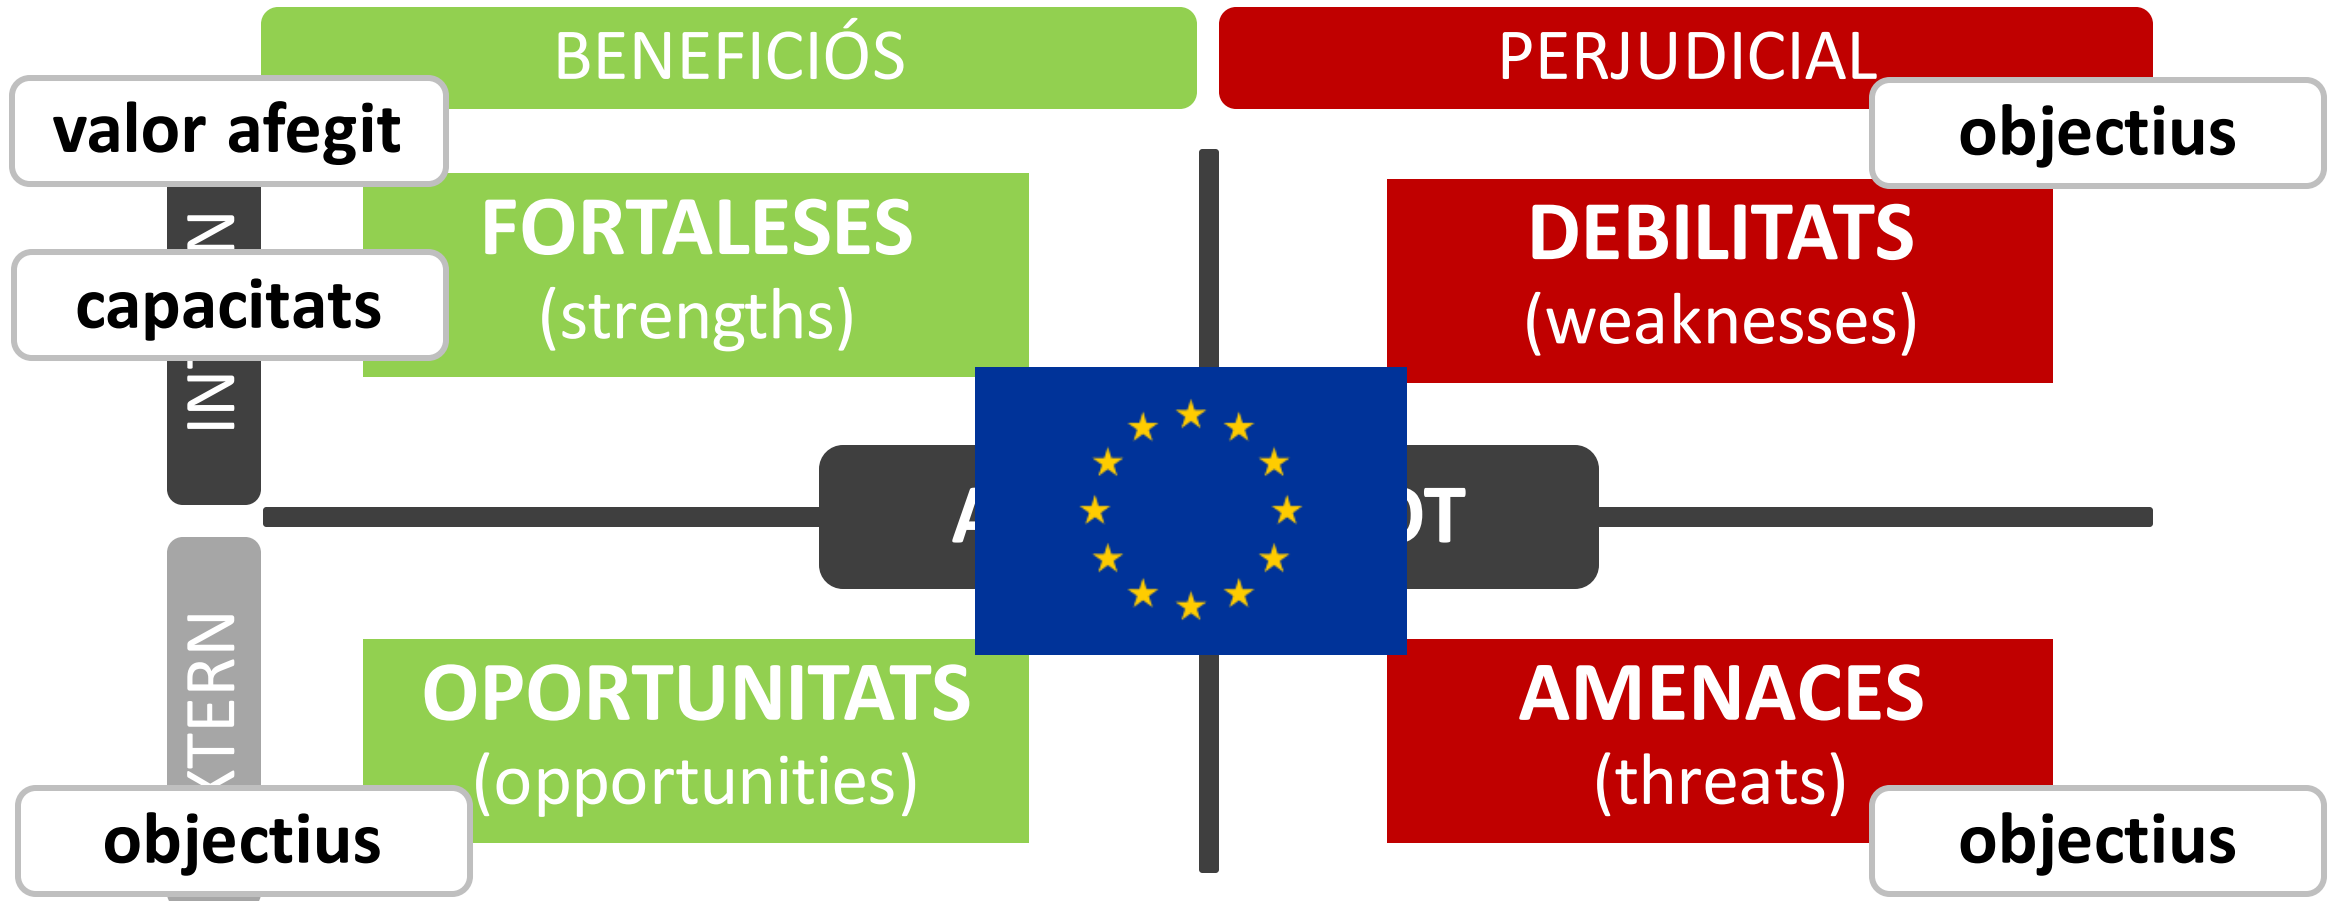 BENEFICIÓS
PERJUDICIAL
valor afegit
objectius
FORTALESES
(strengths)
DEBILITATS
(weaknesses)
capacitats
OPORTUNITATS
(opportunities)
AMENACES
(threats)
objectius
objectius